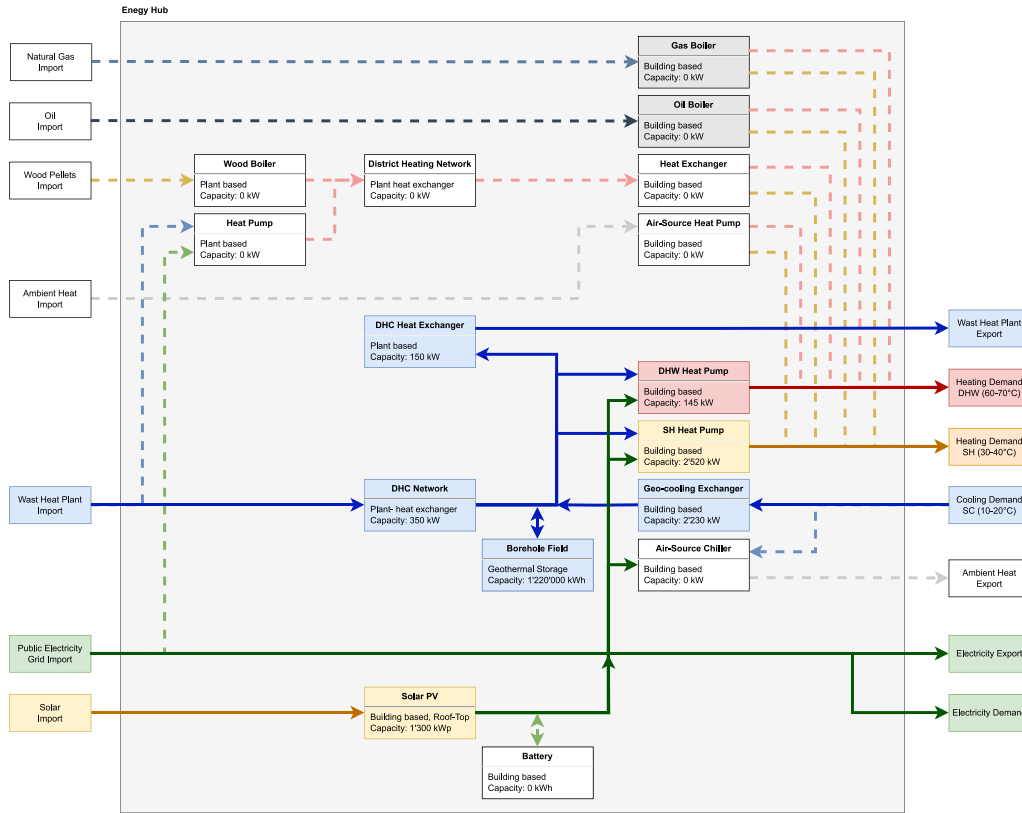 Enegy Hub
Natural Gas
Import
Gas Boiler
Building based
Capacity: 0 kW
Oil
Import
Oil Boiler
Building based
Capacity: 0 kW
Wood Pellets
Import
Wood Boiler
Plant based
Capacity: 0 kW
District Heating Network
Plant heat exchanger
Capacity: 0 kW
Heat Exchanger
Building based
Capacity: 0 kW
Heat Pump
Plant based
Capacity: 0 kW
Air-Source Heat Pump
Building based
Capacity: 0 kW
Ambient Heat
Import
DHC Heat Exchanger
Plant based
Capacity: 150 kW
Wast Heat Plant
Export
DHW Heat Pump
Building based
Capacity: 145 kW
Heating Demand
DHW (60-70°C)
SH Heat Pump
Building based
Capacity: 2'520 kW
Heating Demand
SH (30-40°C)
Wast Heat Plant
Import
DHC Network
Plant- heat exchanger
Capacity: 350 kW
Geo-cooling Exchanger
Building based
Capacity: 2'230 kW
Cooling Demand
SC (10-20°C)
Borehole Field
Geothermal Storage
Capacity: 1'220'000 kWh
Air-Source Chiller
Building based
Capacity: 0 kW
Ambient Heat
Export
Public Electricity
Grid Import
Electricity Export
Solar
Import
Solar PV
Building based, Roof-Top
Capacity: 1'300 kWp
Electricity Demand
Battery
Building based
Capacity: 0 kWh